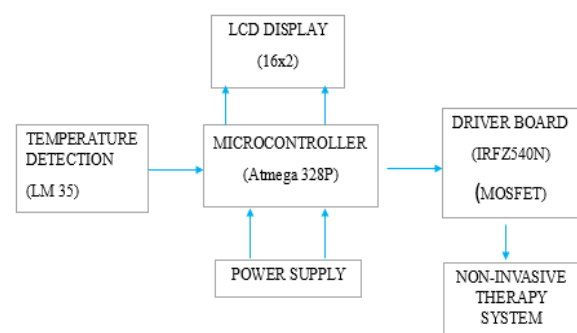 LCD DISPLAY
(16x2)
TEMPERATURE
DETECTION
(LM 35)
MICROCONTROLLER
(Atmega 328P)
DRIVER BOARD
(IRFZ540N)
(MOSFET)
POWER SUPPLY
NON-INVASIVE
THERAPY
SYSTEM